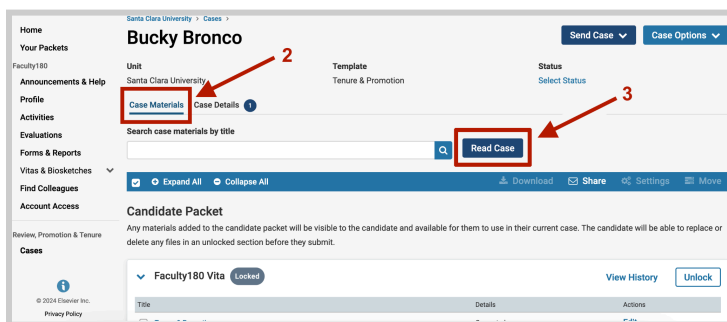 Santa Clara University > Cases >
Bucky Bronco
Send Case
Case Options
Home
Your Packets
Faculty180
Announcements & Help
Profile
Activities
Evaluations
Forms & Reports
Vitas & Biosketches
Find Colleagues
Account Access
Review, Promotion & Tenure
Cases
© 2024 Elsevier Inc.
Privacy Policy
Unit
Santa Clara University
Template
Tenure & Promotion
Status
Select Status
2
3
Case Materials
Case Details 1
Search case materials by title
Read Case
Expand All
Collapse All
Download
Share
Settings
Move
Candidate Packet
Any materials added to the candidate packet will be visible to the candidate and available for them to use in their current case. The candidate will be able to replace or
delete any files in an unlocked section before they submit.
Faculty180 Vita
Locked
View History
Unlock
Title
Details
Actions